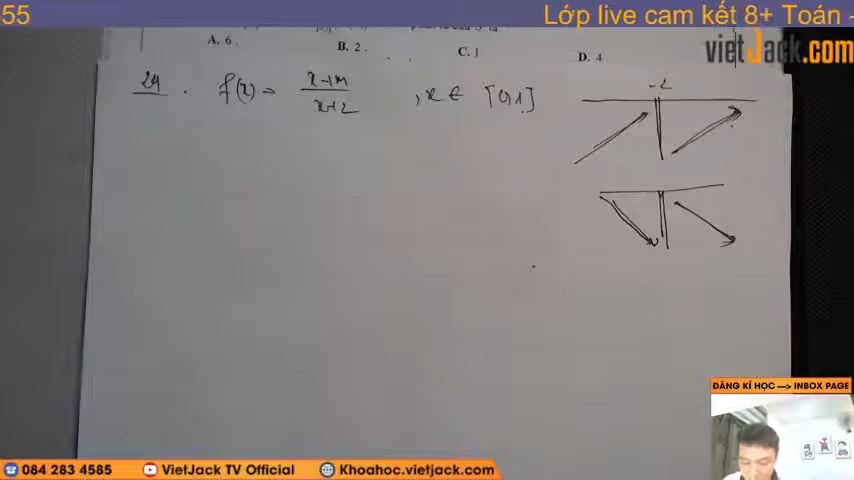 55
Lớp live cam kết 8+ Toán -
vietJack.com
A. 6.
B. 2.
C. 1
D. 4
24. f(x) = x+m / x+2 , x ∈ [0,1]
-2
ĐĂNG KÍ HỌC —> INBOX PAGE
084 283 4585
VietJack TV Official
Khoahoc.vietjack.com